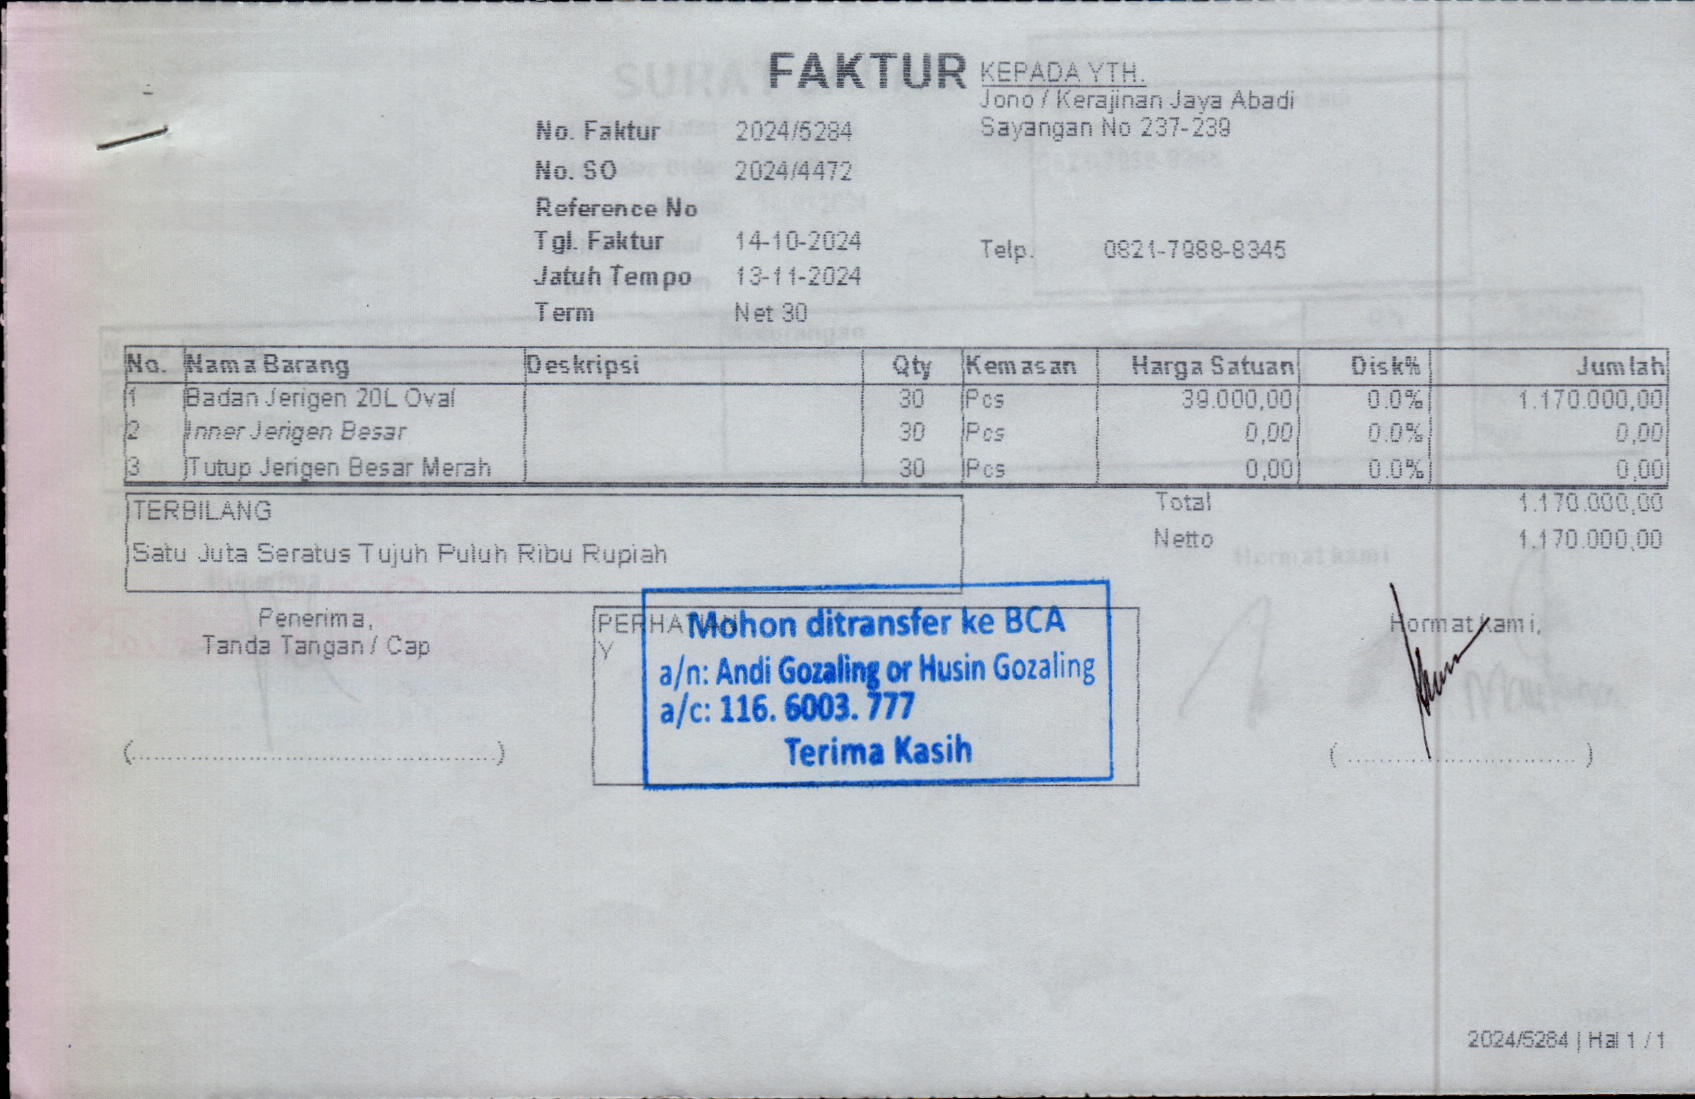 FAKTUR
KEPADA YTH.
Jono / Kerajinan Jaya Abadi
Sayangan No 237-239
No. Faktur 2024/5284
No. SO 2024/4472
Reference No
Tgl. Faktur 14-10-2024
Telp. 0821-7988-8345
Jatuh Tempo 13-11-2024
Term Net 30
No. Nama Barang Deskripsi Qty Kemasan Harga Satuan Disk% Jumlah
1 Badan Jerigen 20L Oval 30 Pcs 39.000,00 0.0% 1.170.000,00
2 Inner Jerigen Besar 30 Pcs 0,00 0.0% 0,00
3 Tutup Jerigen Besar Merah 30 Pcs 0,00 0.0% 0,00
TERBILANG
Satu Juta Seratus Tujuh Puluh Ribu Rupiah
Total 1.170.000,00
Netto 1.170.000,00
Penerima,
Tanda Tangan / Cap
Y
Mohon ditransfer ke BCA
a/n: Andi Gozaling or Husin Gozaling
a/c: 116. 6003. 777
Terima Kasih
Hormat kami,
2024/5284 | Hal 1 / 1